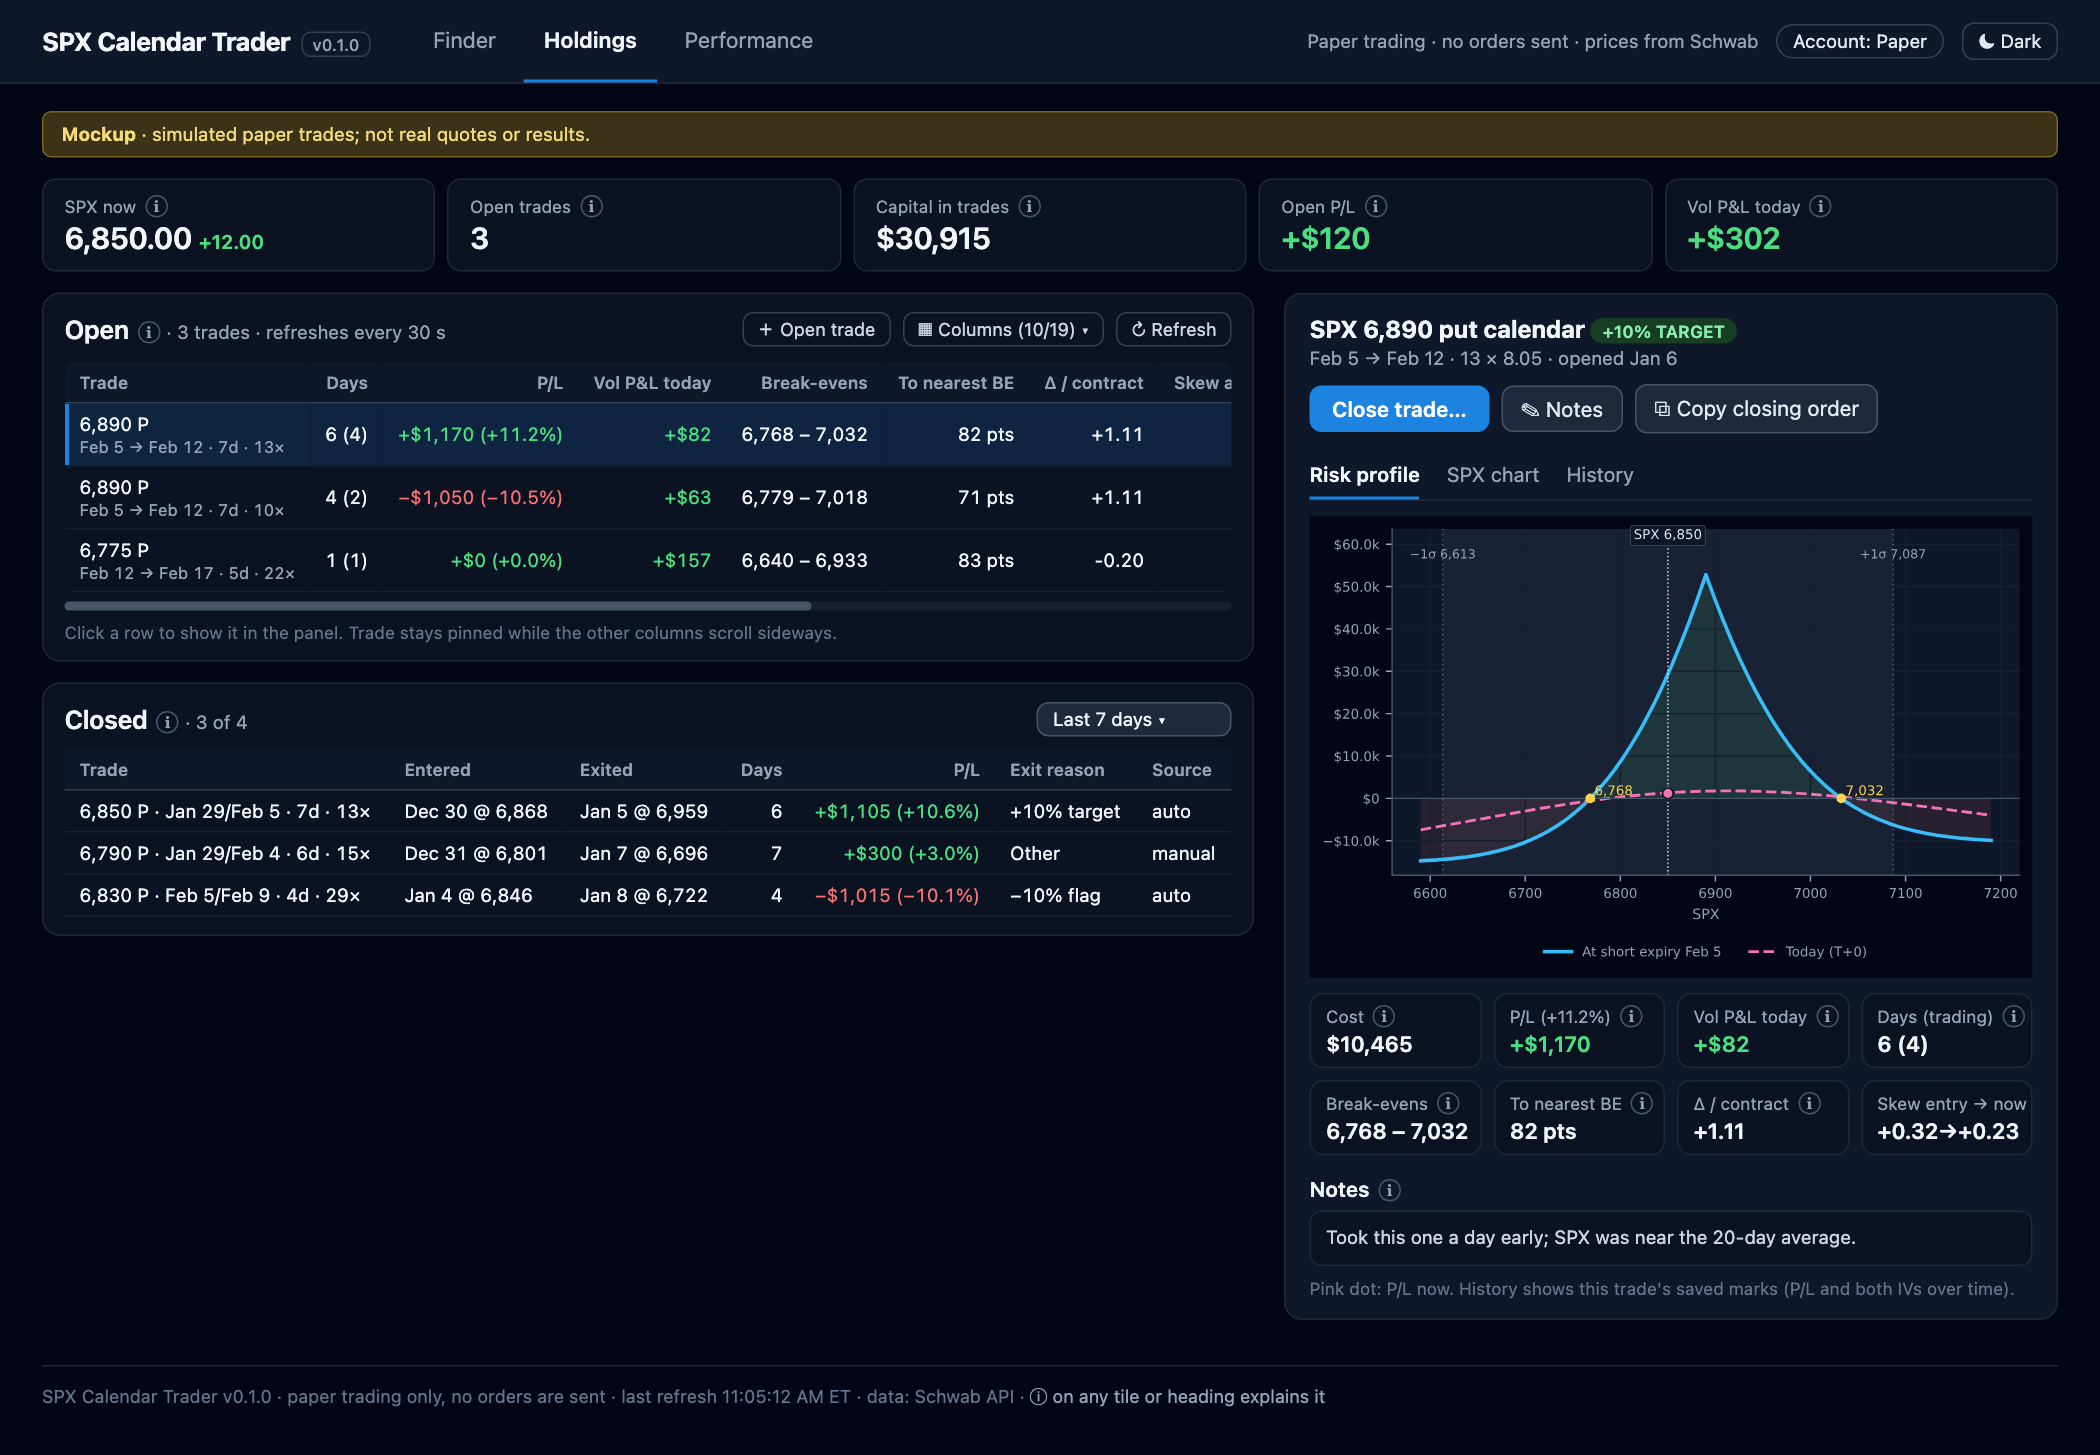 SPX Calendar Trader v0.1.0 Finder Holdings Performance Paper trading · no orders sent · prices from Schwab Account: Paper Dark
Mockup · simulated paper trades; not real quotes or results.
SPX now
6,850.00 +12.00
Open trades
3
Capital in trades
$30,915
Open P/L
+$120
Vol P&L today
+$302
Open · 3 trades · refreshes every 30 s + Open trade Columns (10/19) ▾ Refresh
Trade Days P/L Vol P&L today Break-evens To nearest BE Δ / contract Skew a
6,890 P
Feb 5 → Feb 12 · 7d · 13×
6 (4) +$1,170 (+11.2%) +$82 6,768 – 7,032 82 pts +1.11
6,890 P
Feb 5 → Feb 12 · 7d · 10×
4 (2) −$1,050 (−10.5%) +$63 6,779 – 7,018 71 pts +1.11
6,775 P
Feb 12 → Feb 17 · 5d · 22×
1 (1) +$0 (+0.0%) +$157 6,640 – 6,933 83 pts -0.20
Click a row to show it in the panel. Trade stays pinned while the other columns scroll sideways.
Closed · 3 of 4 Last 7 days ▾
Trade Entered Exited Days P/L Exit reason Source
6,850 P · Jan 29/Feb 5 · 7d · 13× Dec 30 @ 6,868 Jan 5 @ 6,959 6 +$1,105 (+10.6%) +10% target auto
6,790 P · Jan 29/Feb 4 · 6d · 15× Dec 31 @ 6,801 Jan 7 @ 6,696 7 +$300 (+3.0%) Other manual
6,830 P · Feb 5/Feb 9 · 4d · 29× Jan 4 @ 6,846 Jan 8 @ 6,722 4 −$1,015 (−10.1%) −10% flag auto
SPX 6,890 put calendar +10% TARGET
Feb 5 → Feb 12 · 13 × 8.05 · opened Jan 6
Close trade... ✎ Notes Copy closing order
Risk profile SPX chart History
SPX 6,850
−1σ 6,613 +1σ 7,087
$60.0k
$50.0k
$40.0k
$30.0k
$20.0k
$10.0k
$0
−$10.0k
6,768 7,032
6600 6700 6800 6900 7000 7100 7200
SPX
At short expiry Feb 5 Today (T+0)
Cost
$10,465
P/L (+11.2%)
+$1,170
Vol P&L today
+$82
Days (trading)
6 (4)
Break-evens
6,768 – 7,032
To nearest BE
82 pts
Δ / contract
+1.11
Skew entry → now
+0.32→+0.23
Notes
Took this one a day early; SPX was near the 20-day average.
Pink dot: P/L now. History shows this trade's saved marks (P/L and both IVs over time).
SPX Calendar Trader v0.1.0 · paper trading only, no orders are sent · last refresh 11:05:12 AM ET · data: Schwab API · ⓘ on any tile or heading explains it